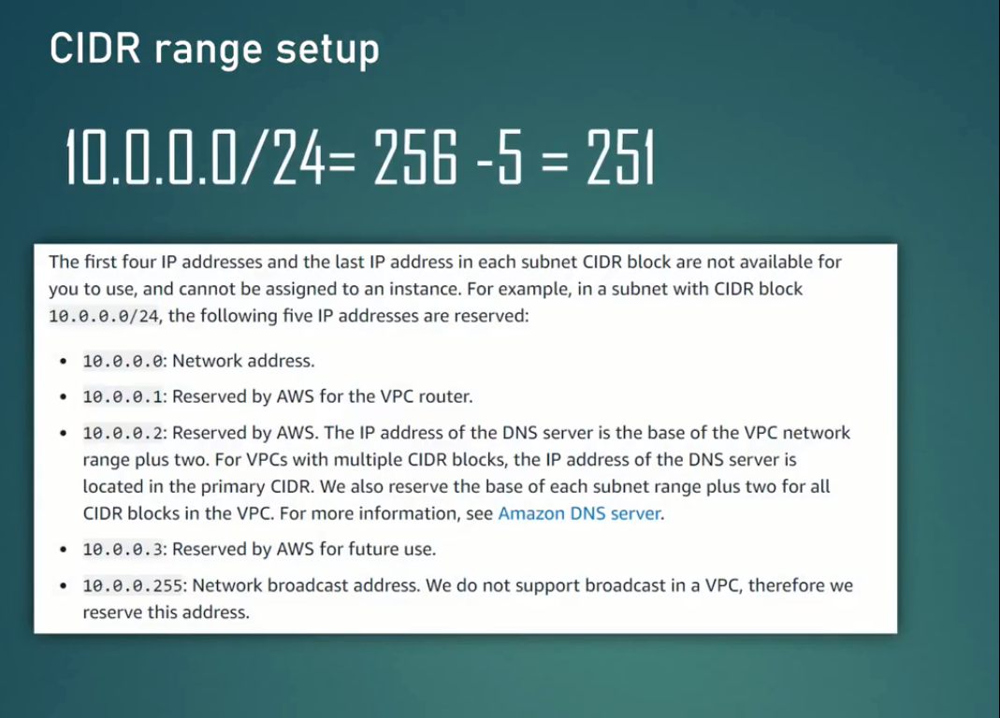 CIDR range setup
10.0.0.0/24= 256 -5 = 251
The first four IP addresses and the last IP address in each subnet CIDR block are not available for
you to use, and cannot be assigned to an instance. For example, in a subnet with CIDR block
10.0.0.0/24, the following five IP addresses are reserved:
• 10.0.0.0: Network address.
• 10.0.0.1: Reserved by AWS for the VPC router.
• 10.0.0.2: Reserved by AWS. The IP address of the DNS server is the base of the VPC network
range plus two. For VPCs with multiple CIDR blocks, the IP address of the DNS server is
located in the primary CIDR. We also reserve the base of each subnet range plus two for all
CIDR blocks in the VPC. For more information, see Amazon DNS server.
• 10.0.0.3: Reserved by AWS for future use.
• 10.0.0.255: Network broadcast address. We do not support broadcast in a VPC, therefore we
reserve this address.